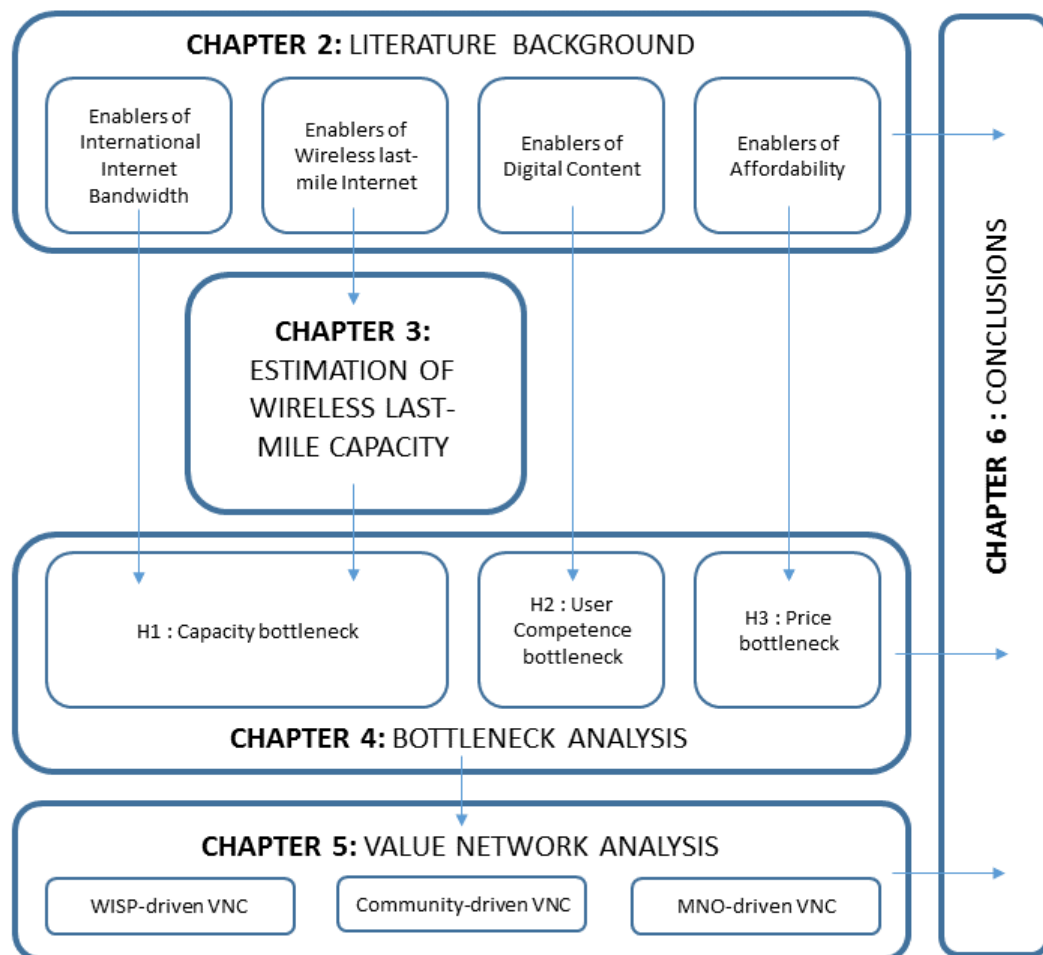 CHAPTER 2: LITERATURE BACKGROUND
Enablers of
International
Internet
Bandwidth
Enablers of
Wireless last-
mile Internet
Enablers of
Digital Content
Enablers of
Affordability
CHAPTER 3:
ESTIMATION OF
WIRELESS LAST-
MILE CAPACITY
H1 : Capacity bottleneck
H2 : User
Competence
bottleneck
H3 : Price
bottleneck
CHAPTER 4: BOTTLENECK ANALYSIS
CHAPTER 5: VALUE NETWORK ANALYSIS
WISP-driven VNC
Community-driven VNC
MNO-driven VNC
CHAPTER 6 : CONCLUSIONS